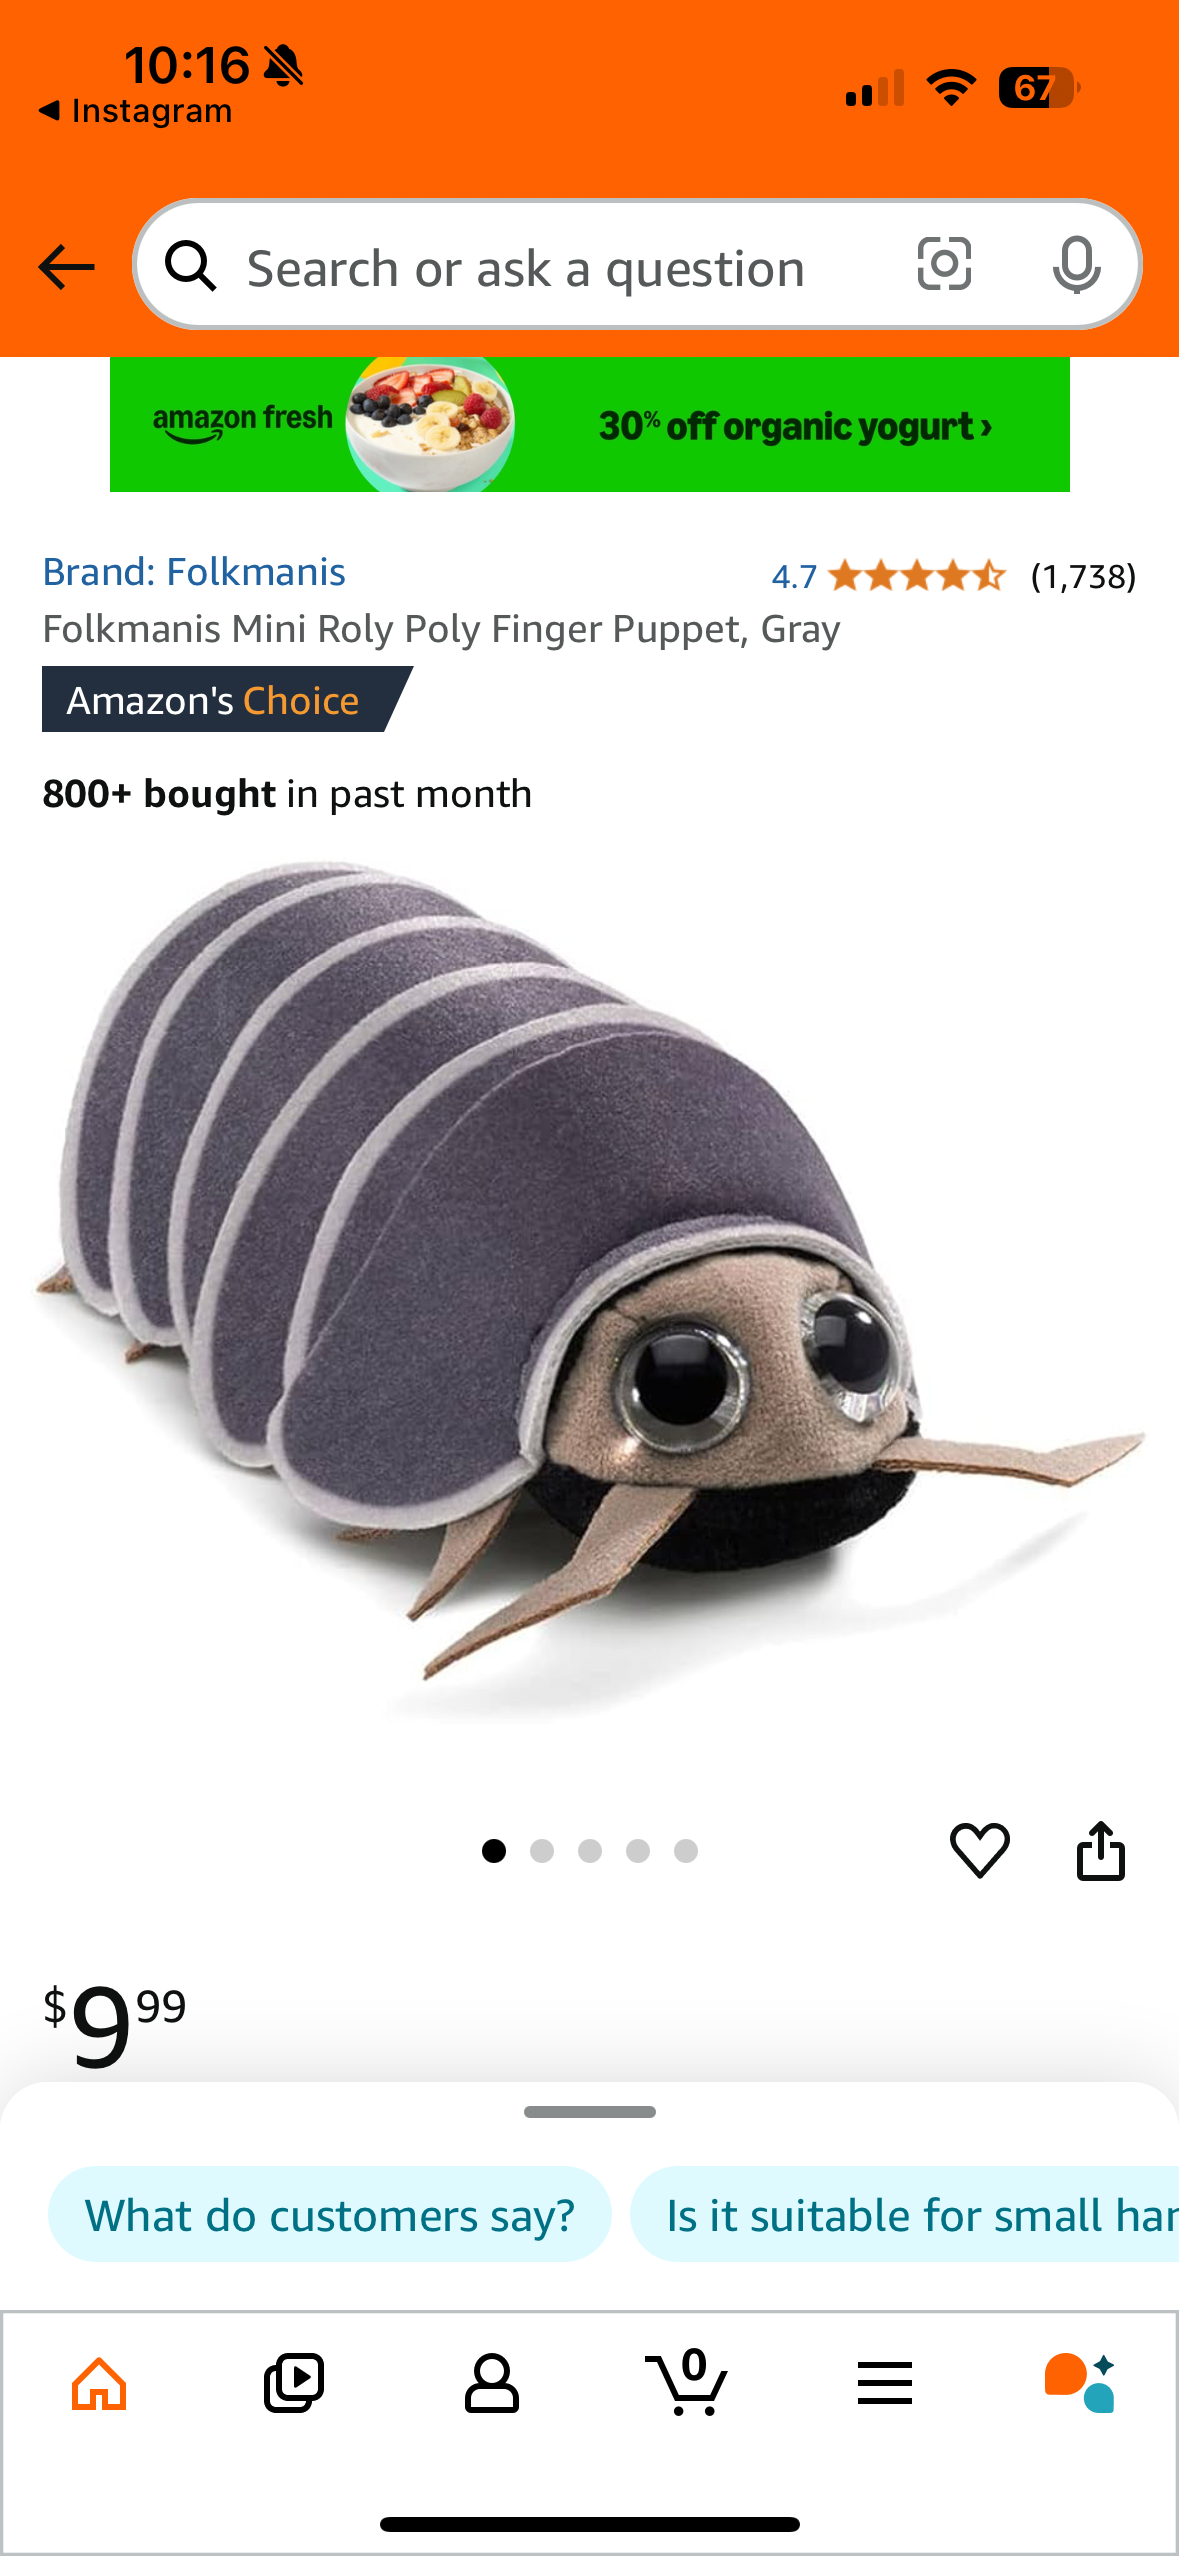 10:16
◀ Instagram
67
Search or ask a question
amazon fresh
30% off organic yogurt ›
Brand: Folkmanis
4.7
(1,738)
Folkmanis Mini Roly Poly Finger Puppet, Gray
Amazon's Choice
800+ bought in past month
$9.99
What do customers say?
Is it suitable for small
0